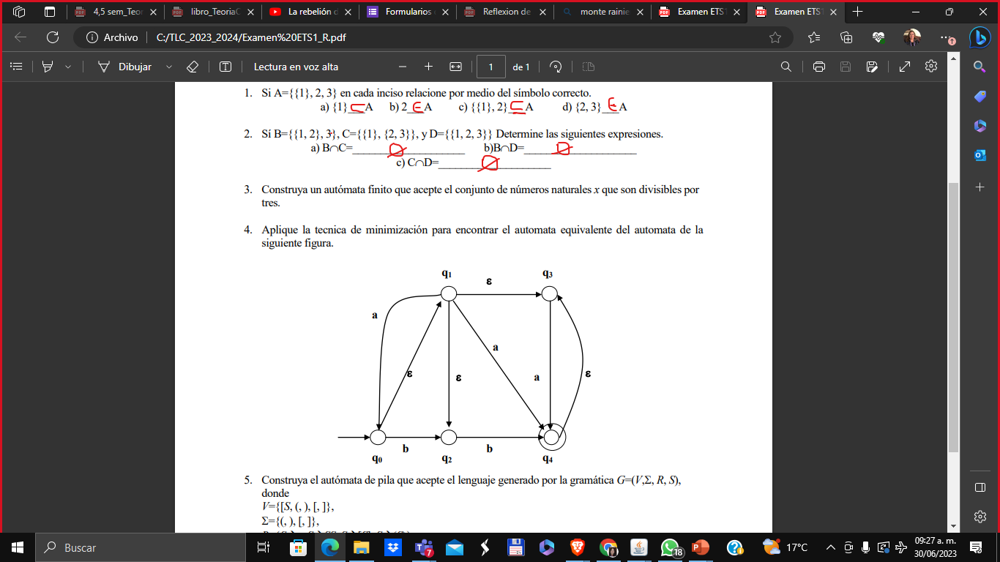 4,5 sem_Teor
libro_TeoriaC
La rebelión d
Formularios
Reflexion de
monte rainie
Examen ETS1
Examen ETS1
Archivo C:/TLC_2023_2024/Examen%20ETS1_R.pdf
Dibujar Lectura en voz alta 1 de 1
1. Si A={{1}, 2, 3} en cada inciso relacione por medio del símbolo correcto.
a) {1}___A b) 2 ∈ A c) {{1}, 2} ⊆ A d) {2, 3} ∈ A
2. Sí B={{1, 2}, 3}, C={{1}, {2, 3}}, y D={{1, 2, 3}} Determine las siguientes expresiones.
a) B∩C= ∅ b)B∩D= ∅
c) C∩D= ∅
3. Construya un autómata finito que acepte el conjunto de números naturales x que son divisibles por
tres.
4. Aplique la tecnica de minimización para encontrar el automata equivalente del automata de la
siguiente figura.
q1 ε q3
a
a
ε ε a ε
b b
q0 q2 q4
5. Construya el autómata de pila que acepte el lenguaje generado por la gramática G=(V,Σ, R, S),
donde
V={[S, (, ), [, ]},
Σ={(, ), [, ]},
Buscar
7
18
17°C
09:27 a. m.
30/06/2023